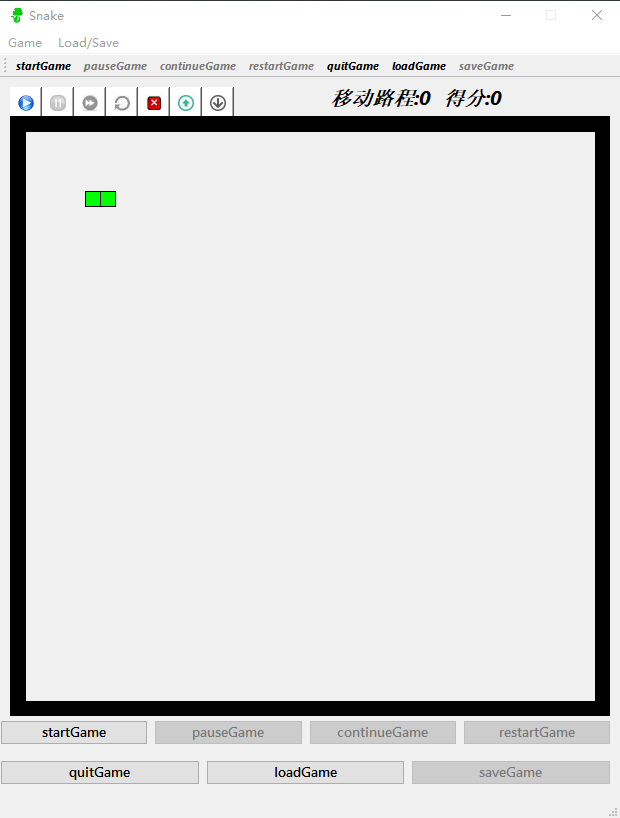 Snake
Game Load/Save
startGame pauseGame continueGame restartGame quitGame loadGame saveGame
移动路程:0 得分:0
startGame pauseGame continueGame restartGame
quitGame loadGame saveGame